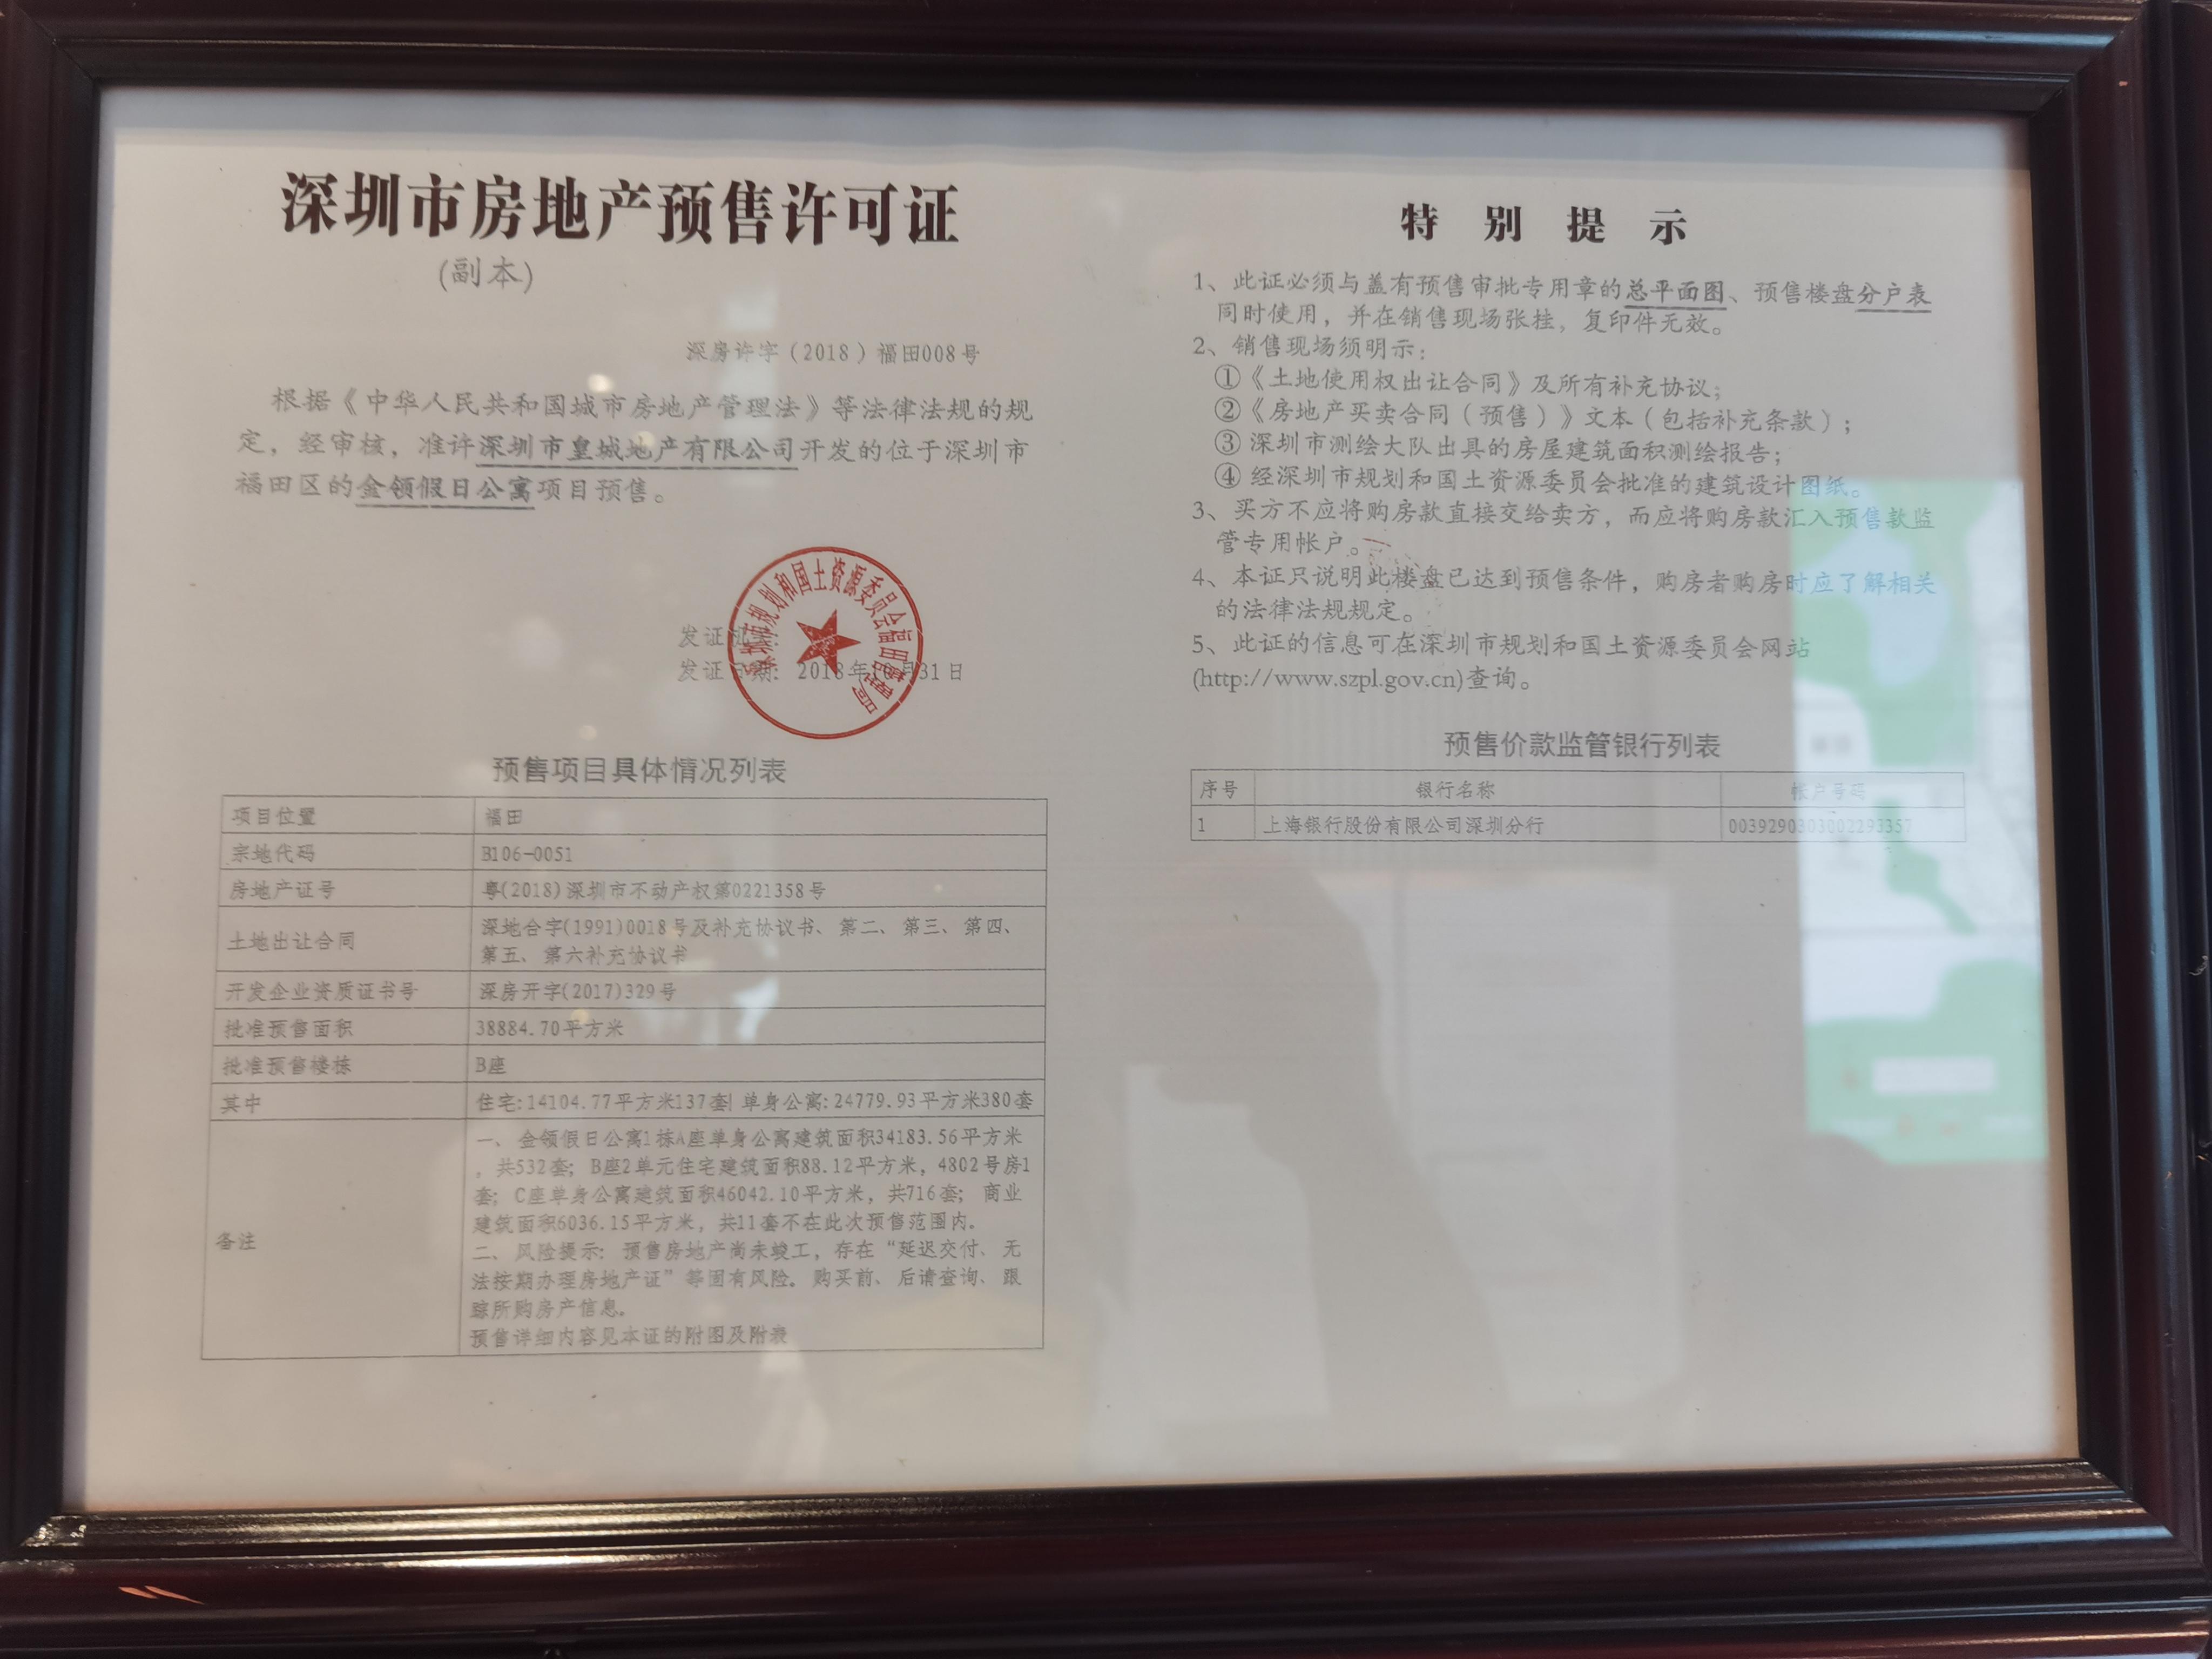 深圳市房地产预售许可证
(副本)
深房许字（2018）福田008号
根据《中华人民共和国城市房地产管理法》等法律法规的规
定，经审核，准许深圳市皇城地产有限公司开发的位于深圳市
福田区的金领假日公寓项目预售。
规划和国土资源委员会福田管理局
发证机关:
发证日期: 2018年 月31日
预售项目具体情况列表
项目位置 福田
宗地代码 B106-0051
房地产证号 粤(2018)深圳市不动产权第0221358号
土地出让合同 深地合字(1991)0018号及补充协议书、第二、第三、第四、
第五、第六补充协议书
开发企业资质证书号 深房开字(2017)329号
批准预售面积 38884.70平方米
批准预售楼栋 B座
其中 住宅:14104.77平方米137套| 单身公寓:24779.93平方米380套
备注 一、金领假日公寓1栋A座单身公寓建筑面积34183.56平方米
，共532套；B座2单元住宅建筑面积88.12平方米，4802号房1
套；C座单身公寓建筑面积46042.10平方米，共716套；商业
建筑面积6036.15平方米，共11套不在此次预售范围内。
二、风险提示：预售房地产尚未竣工，存在“延迟交付、无
法按期办理房地产证”等固有风险。购买前、后请查询、跟
踪所购房产信息。
预售详细内容见本证的附图及附表
特别提示
1、此证必须与盖有预售审批专用章的总平面图、预售楼盘分户表
同时使用，并在销售现场张挂，复印件无效。
2、销售现场须明示：
①《土地使用权出让合同》及所有补充协议；
②《房地产买卖合同（预售）》文本（包括补充条款）；
③ 深圳市测绘大队出具的房屋建筑面积测绘报告；
④ 经深圳市规划和国土资源委员会批准的建筑设计图纸。
3、买方不应将购房款直接交给卖方，而应将购房款汇入预售款监
管专用帐户。
4、本证只说明此楼盘已达到预售条件，购房者购房时应了解相关
的法律法规规定。
5、此证的信息可在深圳市规划和国土资源委员会网站
(http://www.szpl.gov.cn)查询。
预售价款监管银行列表
序号 银行名称 帐户号码
1 上海银行股份有限公司深圳分行 0039290303002293357